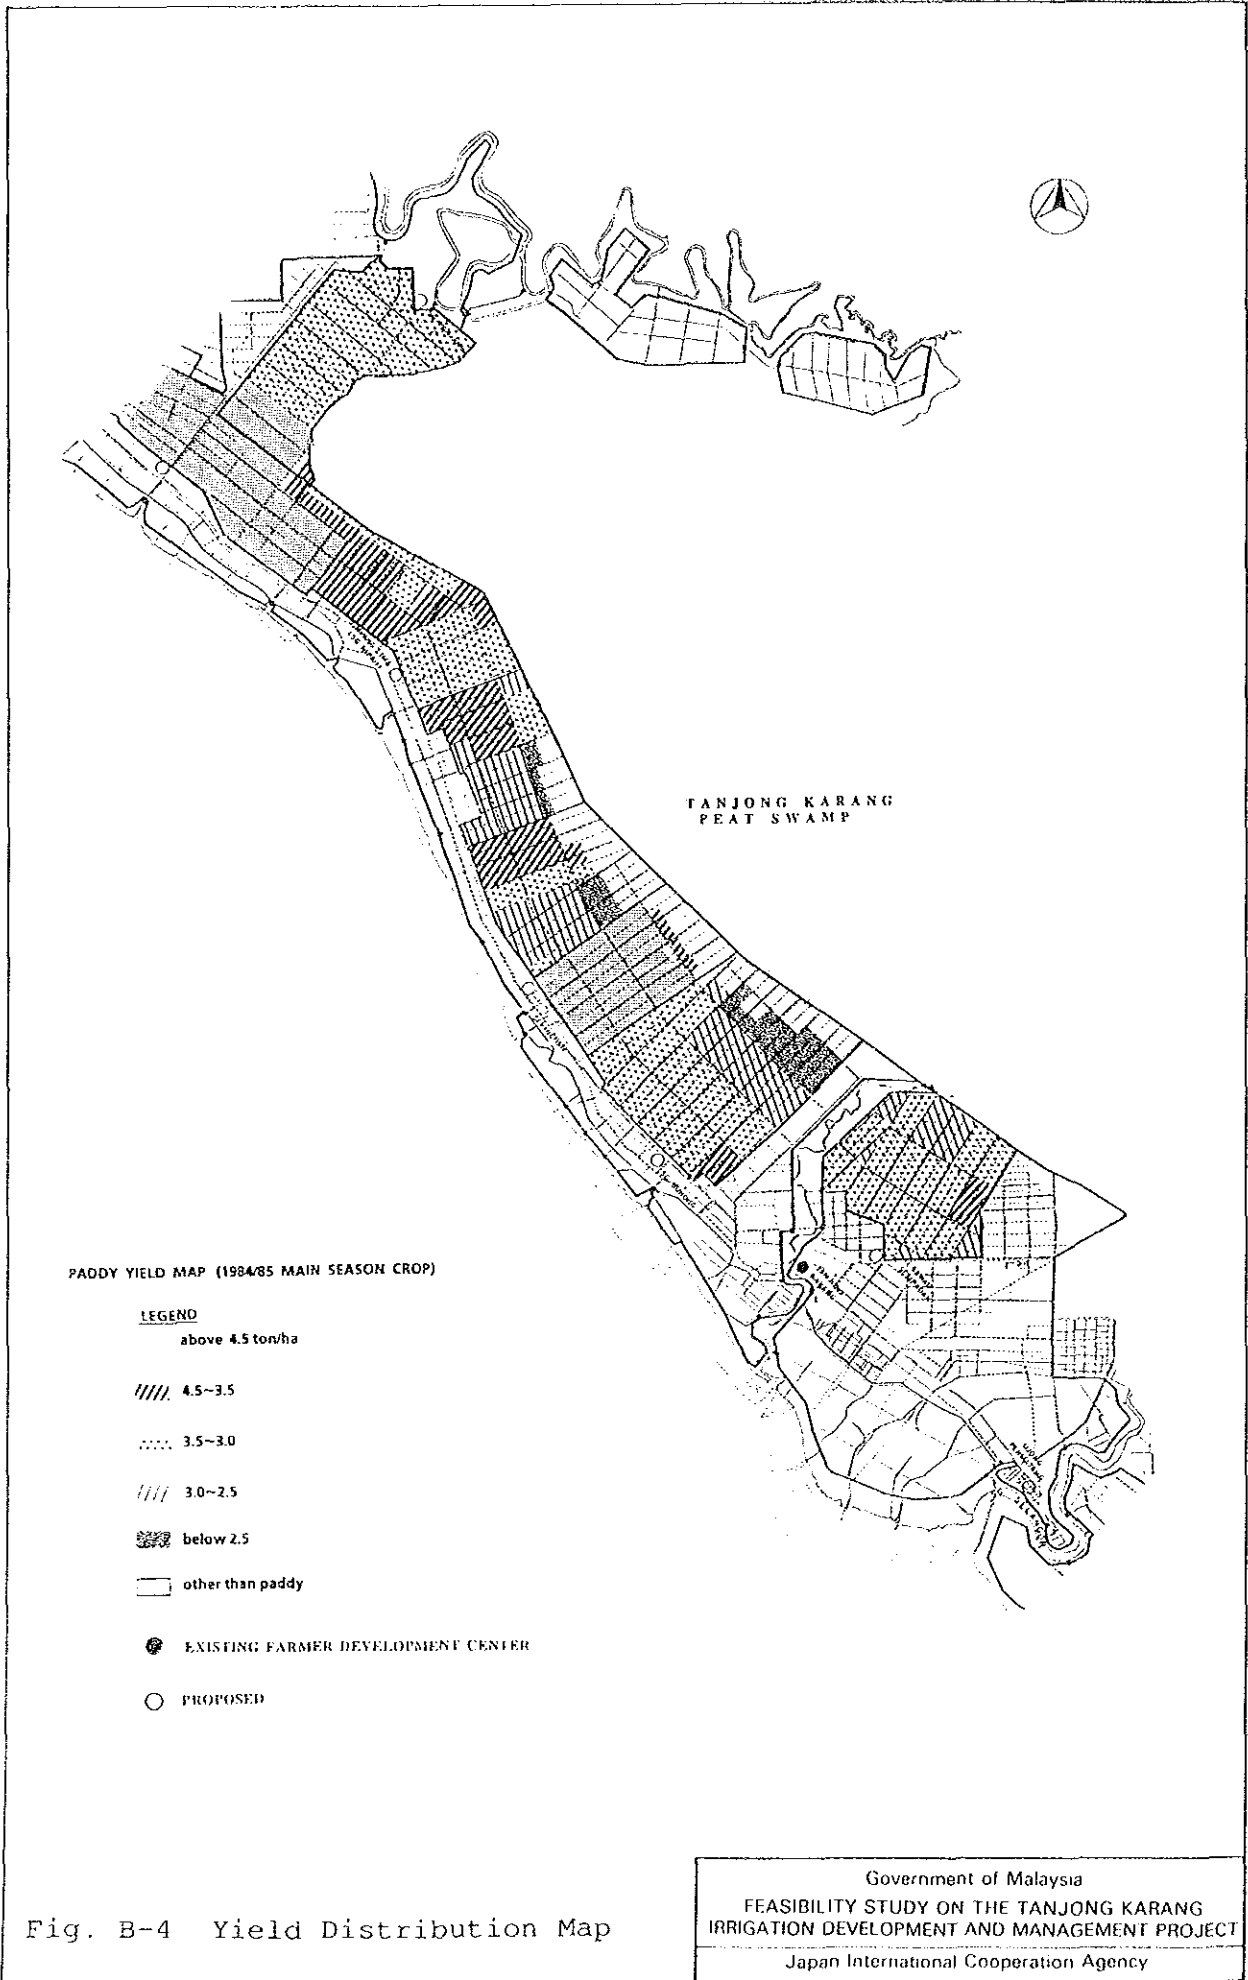 TANJONG KARANG
PEAT SWAMP
PADDY YIELD MAP (1984/85 MAIN SEASON CROP)
LEGEND
above 4.5 ton/ha
4.5~3.5
3.5~3.0
3.0~2.5
below 2.5
other than paddy
EXISTING FARMER DEVELOPMENT CENTER
PROPOSED
Fig. B-4 Yield Distribution Map
Government of Malaysia
FEASIBILITY STUDY ON THE TANJONG KARANG
IRRIGATION DEVELOPMENT AND MANAGEMENT PROJECT
Japan International Cooperation Agency